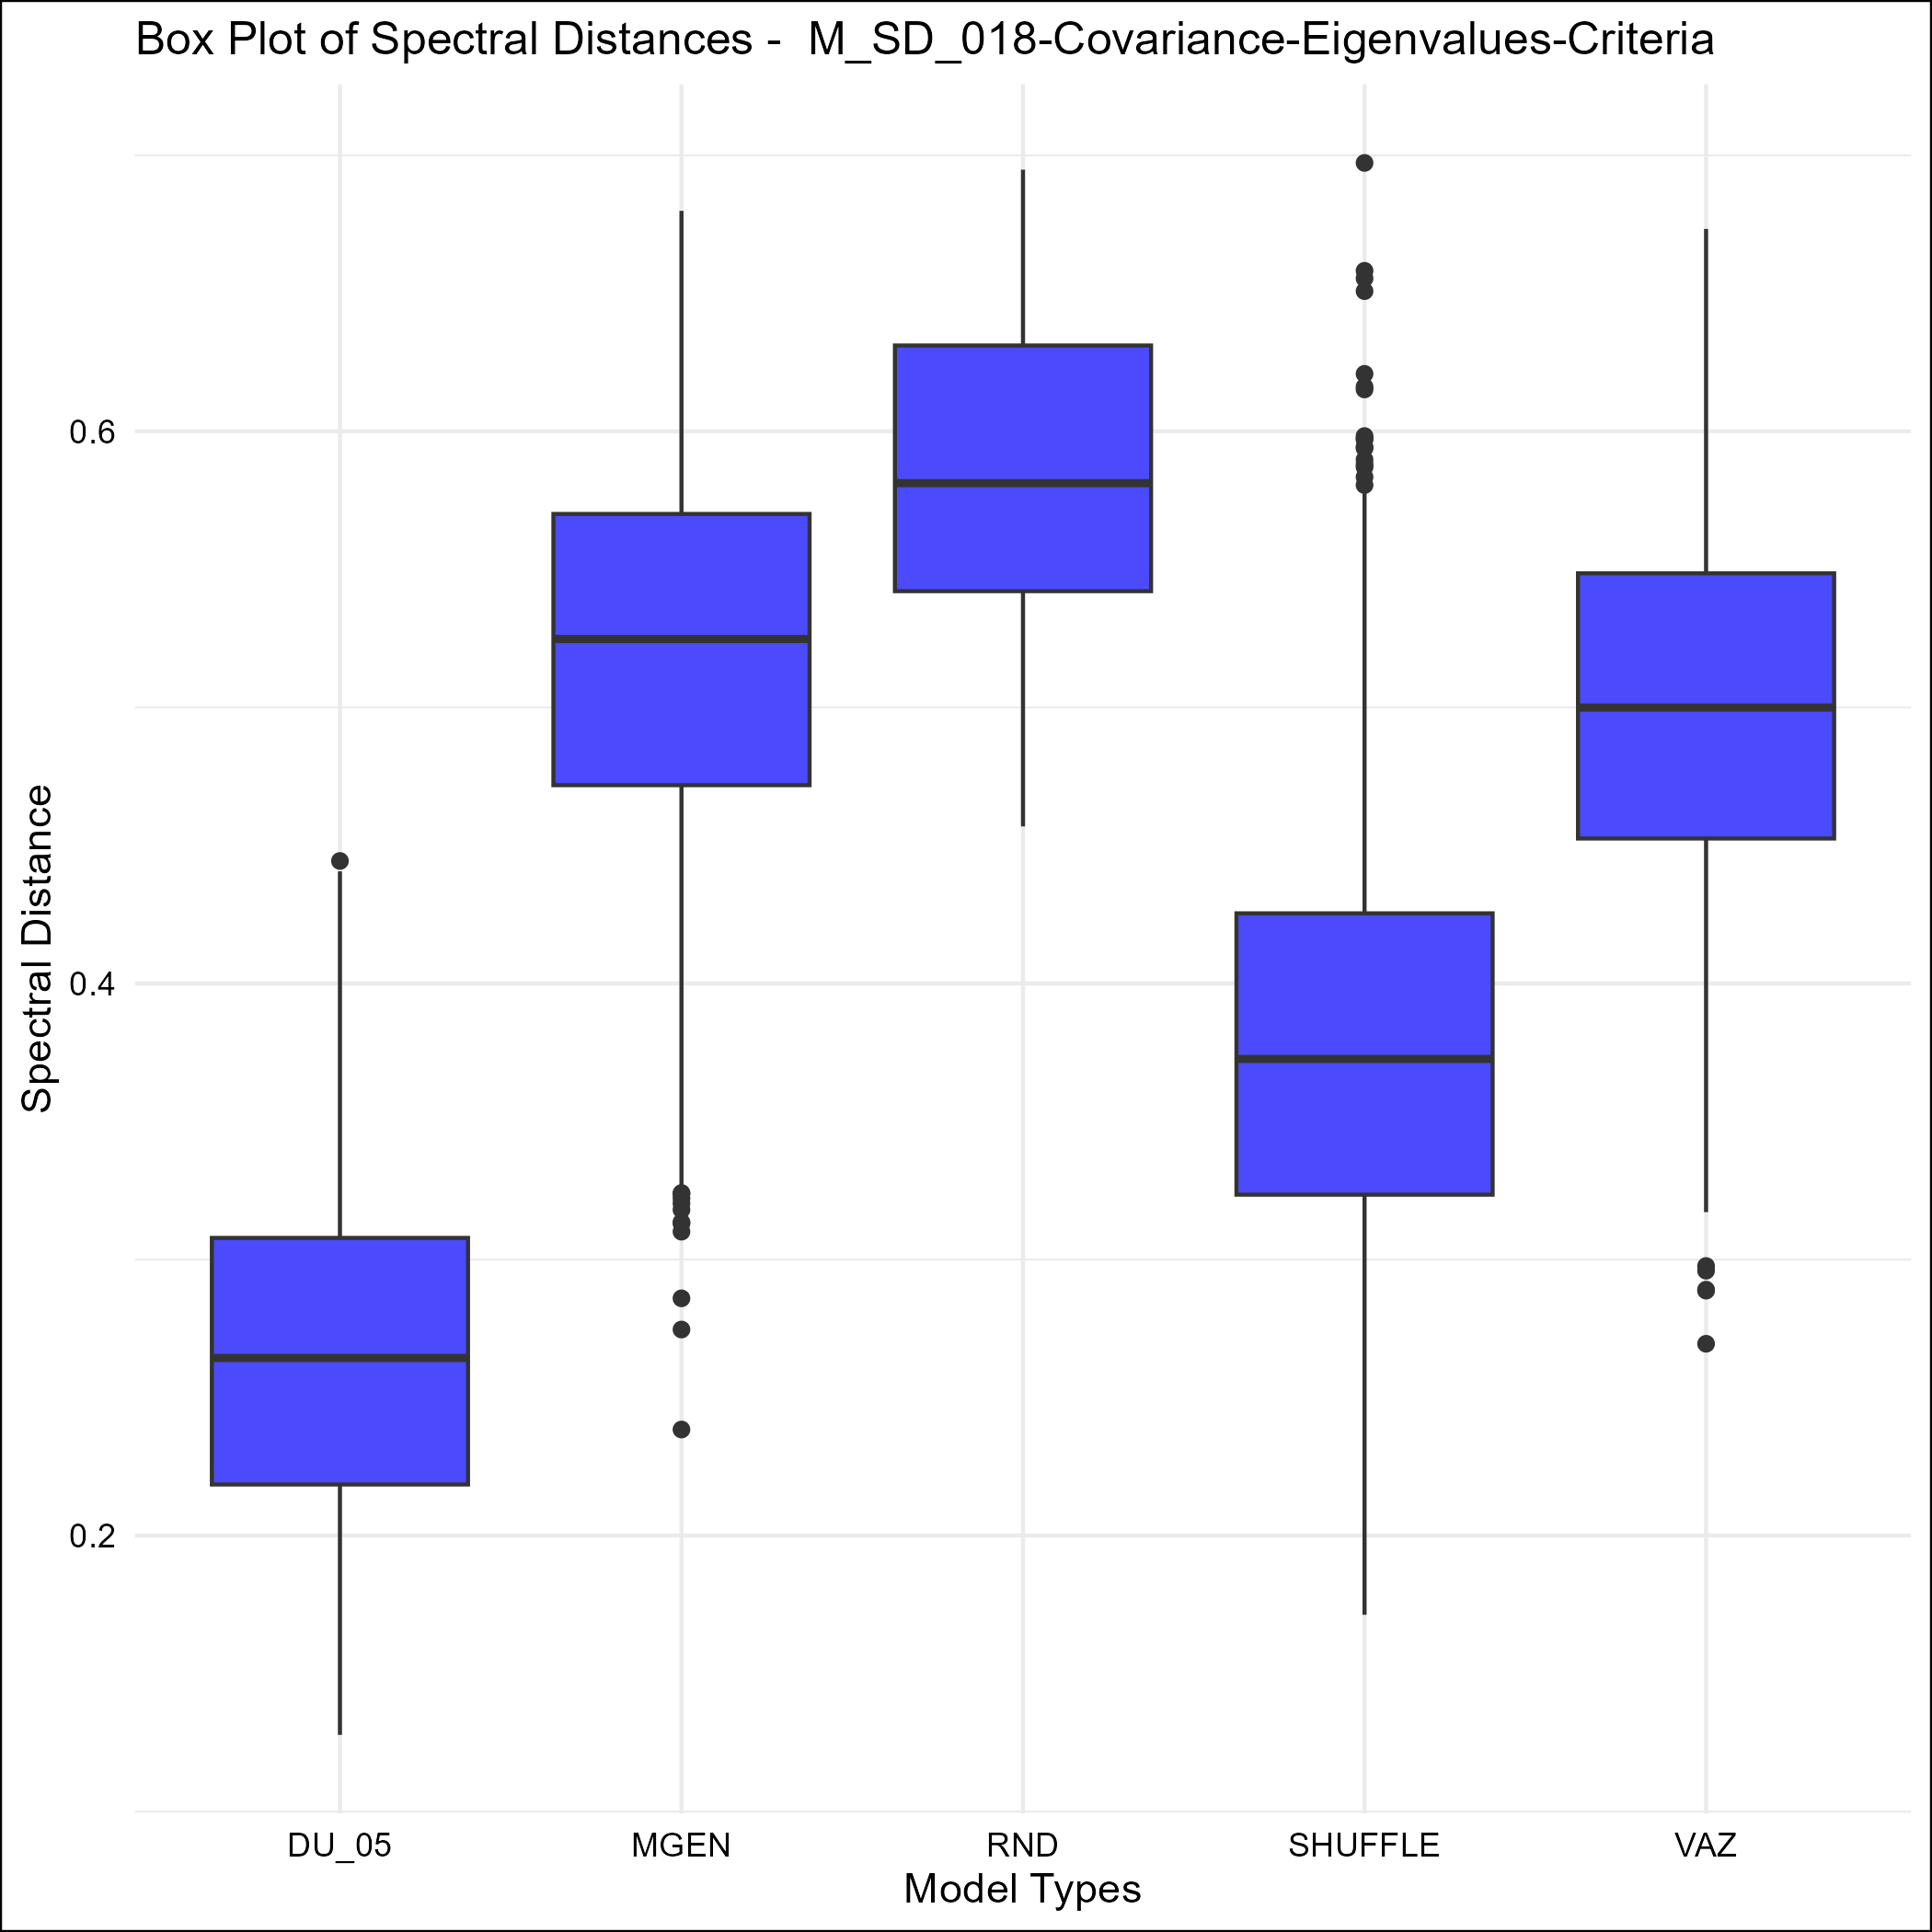 Box Plot of Spectral Distances -  M_SD_018-Covariance-Eigenvalues-Criteria
Spectral Distance
0.6
0.4
0.2
DU_05 MGEN RND SHUFFLE VAZ
Model Types